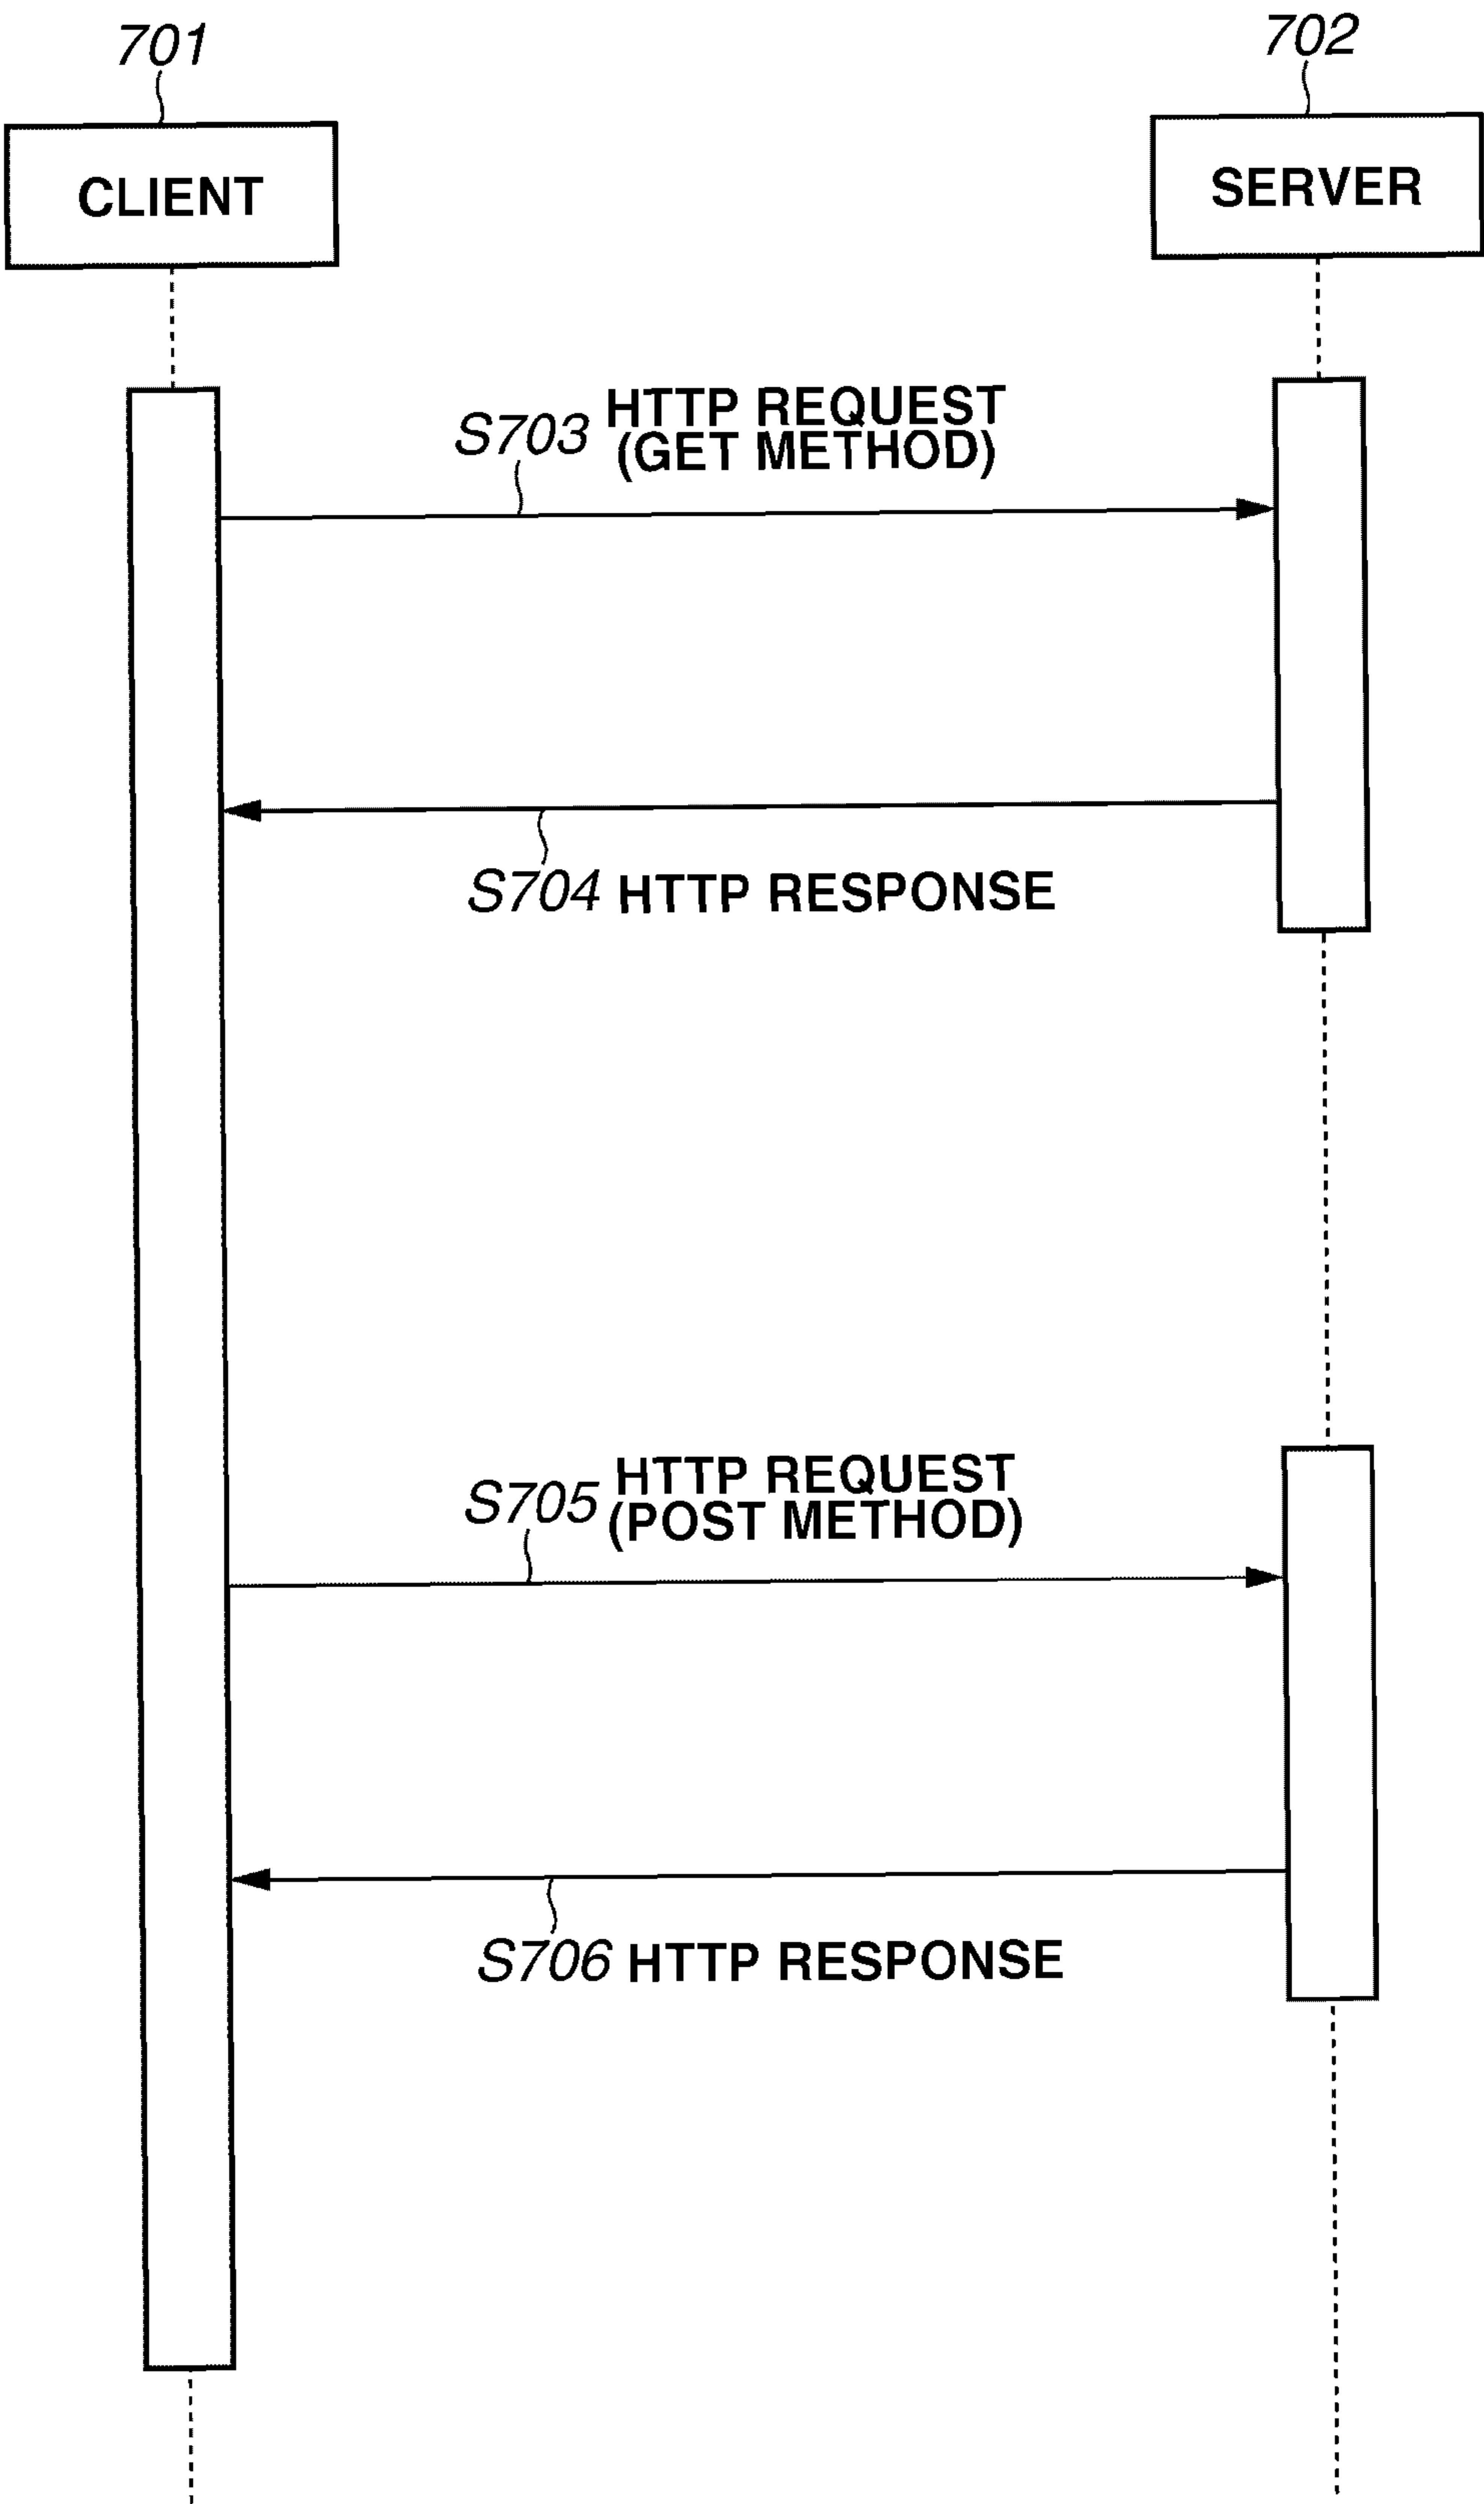 701
702
CLIENT
SERVER
S703
HTTP REQUEST
(GET METHOD)
S704 HTTP RESPONSE
S705
HTTP REQUEST
(POST METHOD)
S706 HTTP RESPONSE